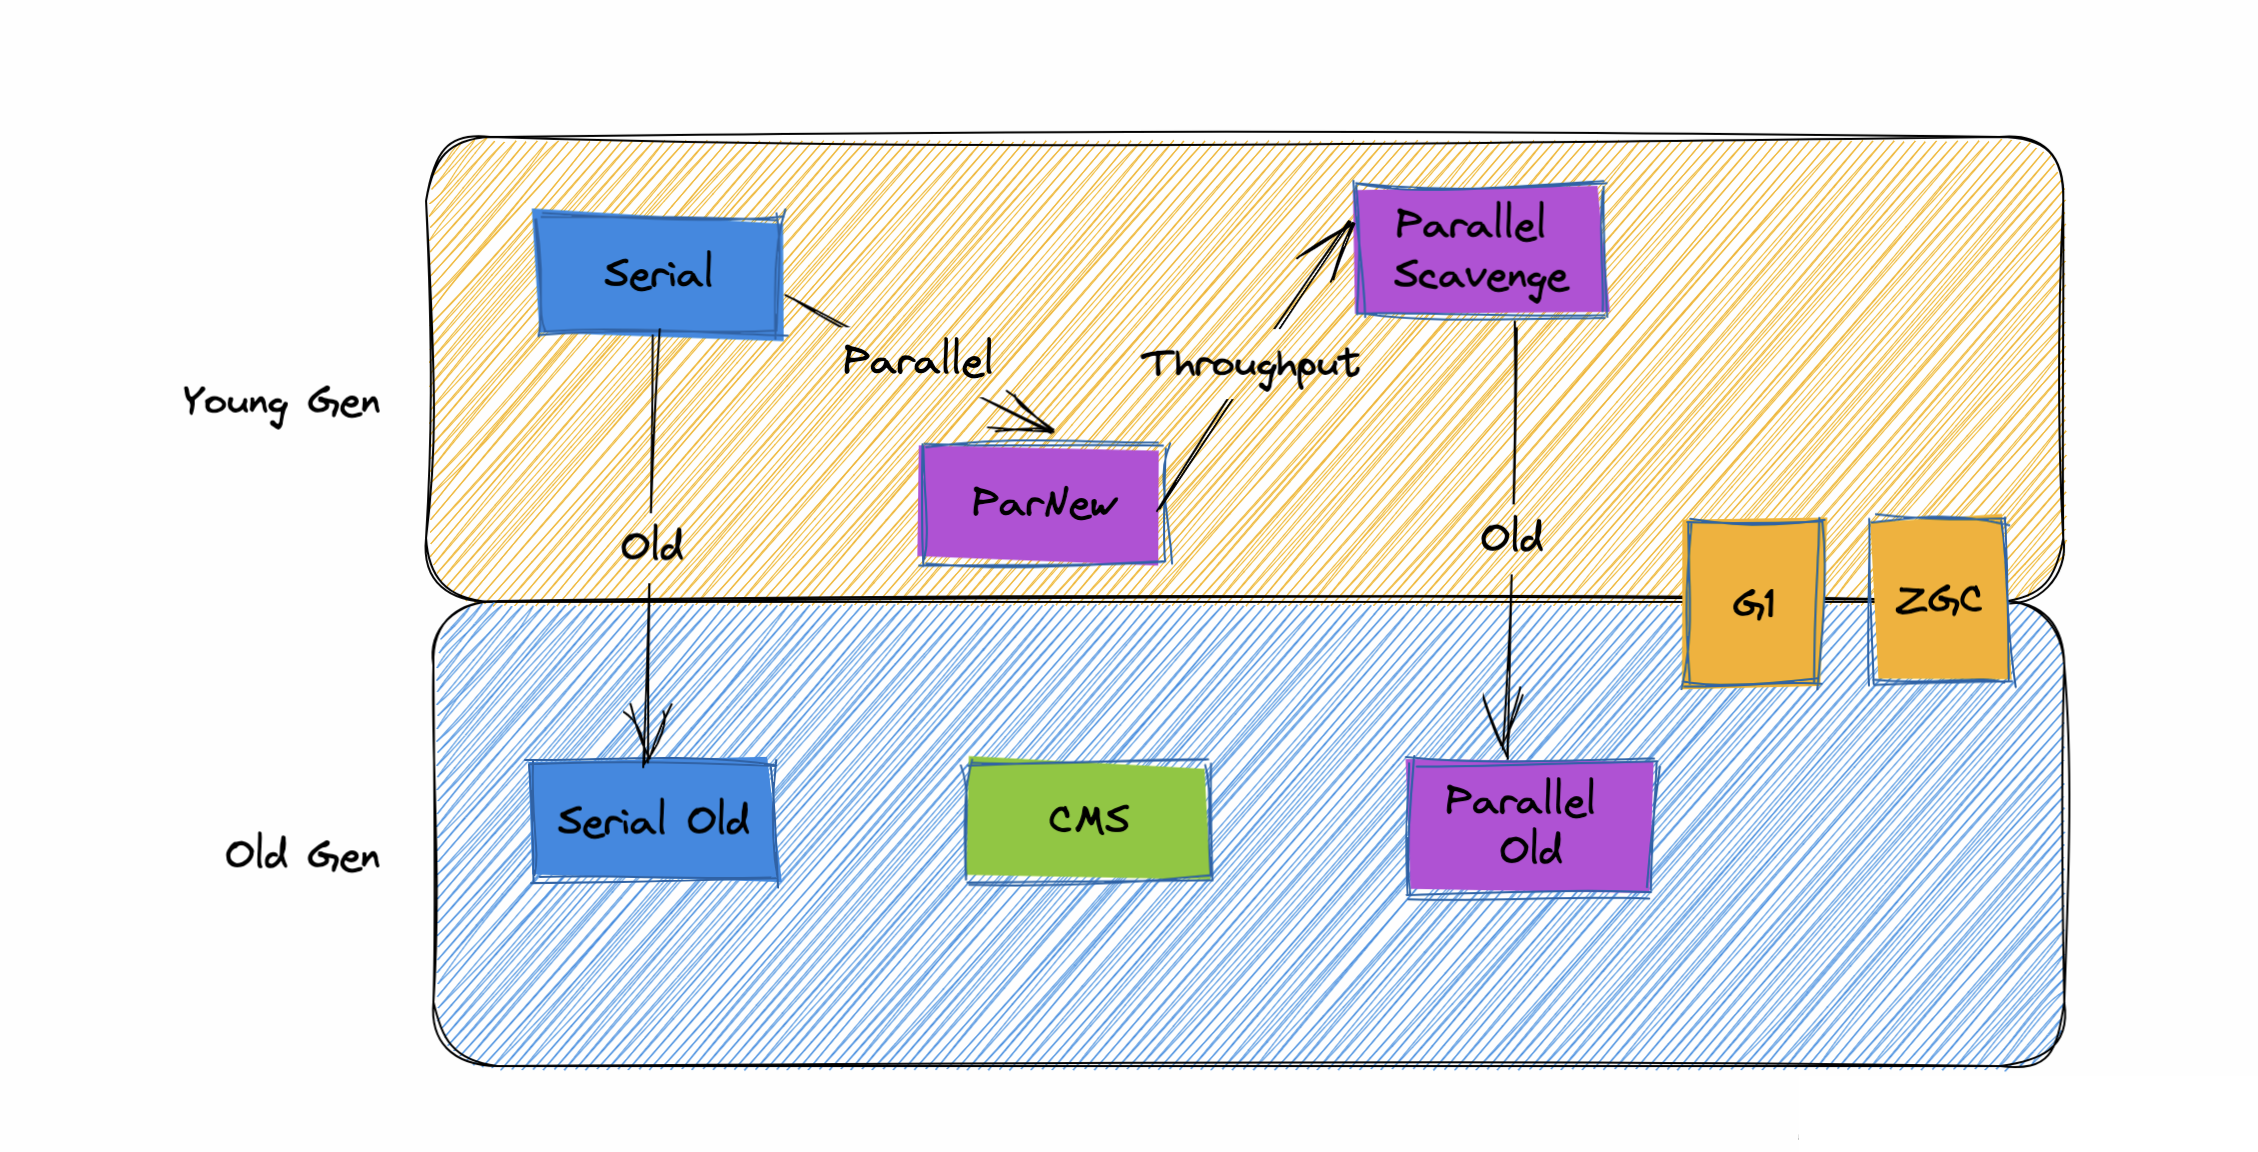 Serial
Parallel
Scavenge
Parallel
Throughput
Young Gen
ParNew
Old
Old
G1
ZGC
Serial Old
CMS
Parallel
Old
Old Gen